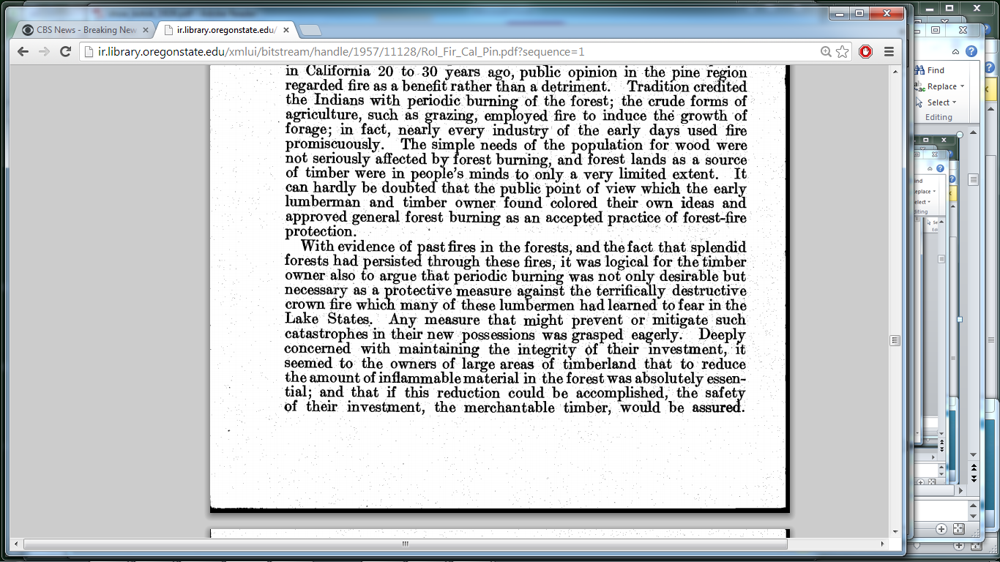 CBS News - Breaking New
ir.library.oregonstate.edu/
ir.library.oregonstate.edu/xmlui/bitstream/handle/1957/11128/Rol_Fir_Cal_Pin.pdf?sequence=1
in California 20 to 30 years ago, public opinion in the pine region
regarded fire as a benefit rather than a detriment. Tradition credited
the Indians with periodic burning of the forest; the crude forms of
agriculture, such as grazing, employed fire to induce the growth of
forage; in fact, nearly every industry of the early days used fire
promiscuously. The simple needs of the population for wood were
not seriously affected by forest burning, and forest lands as a source
of timber were in people's minds to only a very limited extent. It
can hardly be doubted that the public point of view which the early
lumberman and timber owner found colored their own ideas and
approved general forest burning as an accepted practice of forest-fire
protection.
With evidence of past fires in the forests, and the fact that splendid
forests had persisted through these fires, it was logical for the timber
owner also to argue that periodic burning was not only desirable but
necessary as a protective measure against the terrifically destructive
crown fire which many of these lumbermen had learned to fear in the
Lake States. Any measure that might prevent or mitigate such
catastrophes in their new possessions was grasped eagerly. Deeply
concerned with maintaining the integrity of their investment, it
seemed to the owners of large areas of timberland that to reduce
the amount of inflammable material in the forest was absolutely essen-
tial; and that if this reduction could be accomplished, the safety
of their investment, the merchantable timber, would be assured.
Find
Replace
Select
Editing
ind
eplace
elect
diting